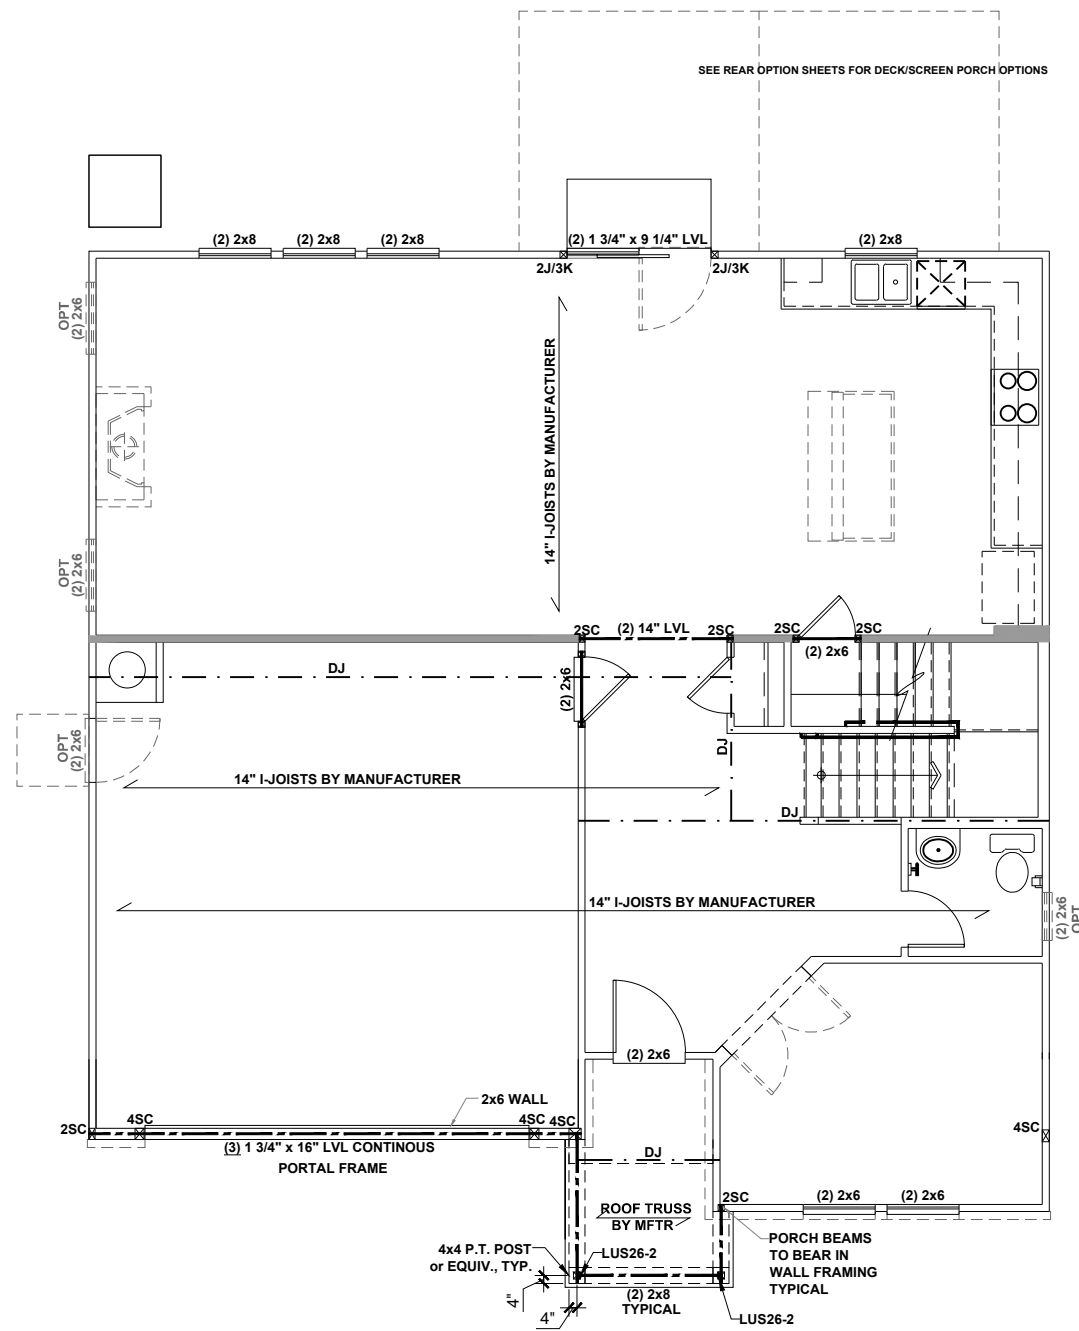 SEE REAR OPTION SHEETS FOR DECK/SCREEN PORCH OPTIONS
(2) 2x8
(2) 2x8
(2) 2x8
(2) 1 3/4" x 9 1/4" LVL
(2) 2x8
2J/3K
2J/3K
OPT
(2) 2x6
14" I-JOISTS BY MANUFACTURER
OPT
(2) 2x6
2SC
(2) 14" LVL
2SC
2SC
2SC
(2) 2x6
DJ
(2) 2x6
OPT
(2) 2x6
DJ
14" I-JOISTS BY MANUFACTURER
DJ
14" I-JOISTS BY MANUFACTURER
(2) 2x6
OPT
(2) 2x6
2x6 WALL
2SC
4SC
4SC
4SC
4SC
(3) 1 3/4" x 16" LVL CONTINOUS
PORTAL FRAME
DJ
2SC
(2) 2x6
(2) 2x6
ROOF TRUSS
BY MFTR
4x4 P.T. POST
or EQUIV., TYP.
LUS26-2
PORCH BEAMS
TO BEAR IN
WALL FRAMING
TYPICAL
4"
4"
(2) 2x8
TYPICAL
LUS26-2